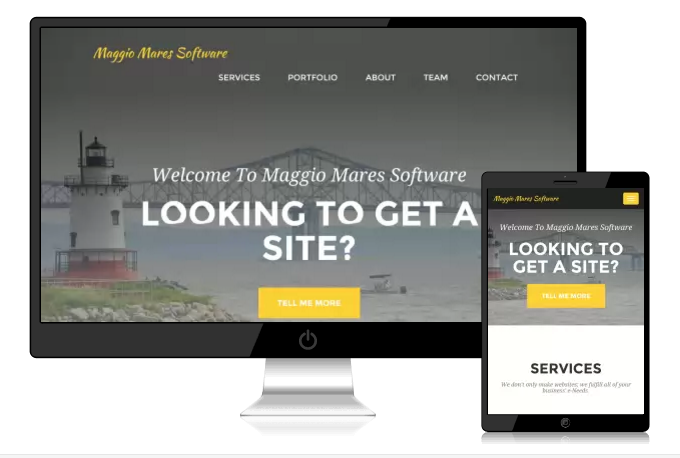 Maggio Mares Software
SERVICES PORTFOLIO ABOUT TEAM CONTACT
Welcome To Maggio Mares Software
LOOKING TO GET A
SITE?
TELL ME MORE
Maggio Mares Software
Welcome To Maggio Mares Software
LOOKING TO
GET A SITE?
TELL ME MORE
SERVICES
We don't only make websites; we fulfill all of your
business' e-Needs.